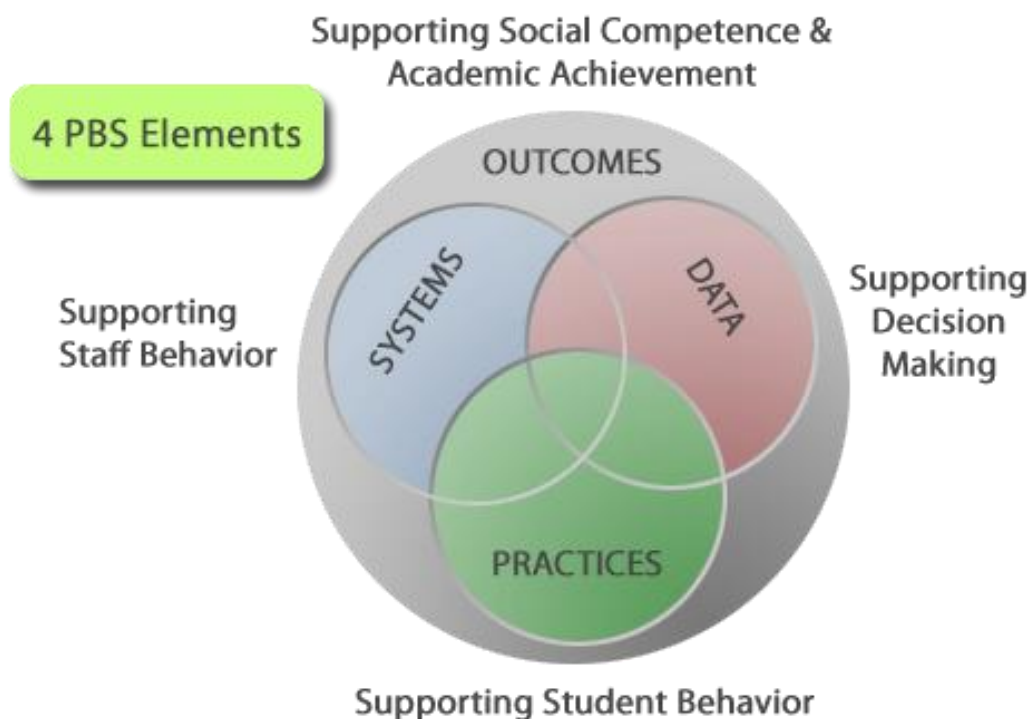 Supporting Social Competence &
Academic Achievement
4 PBS Elements
OUTCOMES
SYSTEMS
DATA
Supporting
Staff Behavior
Supporting
Decision
Making
PRACTICES
Supporting Student Behavior